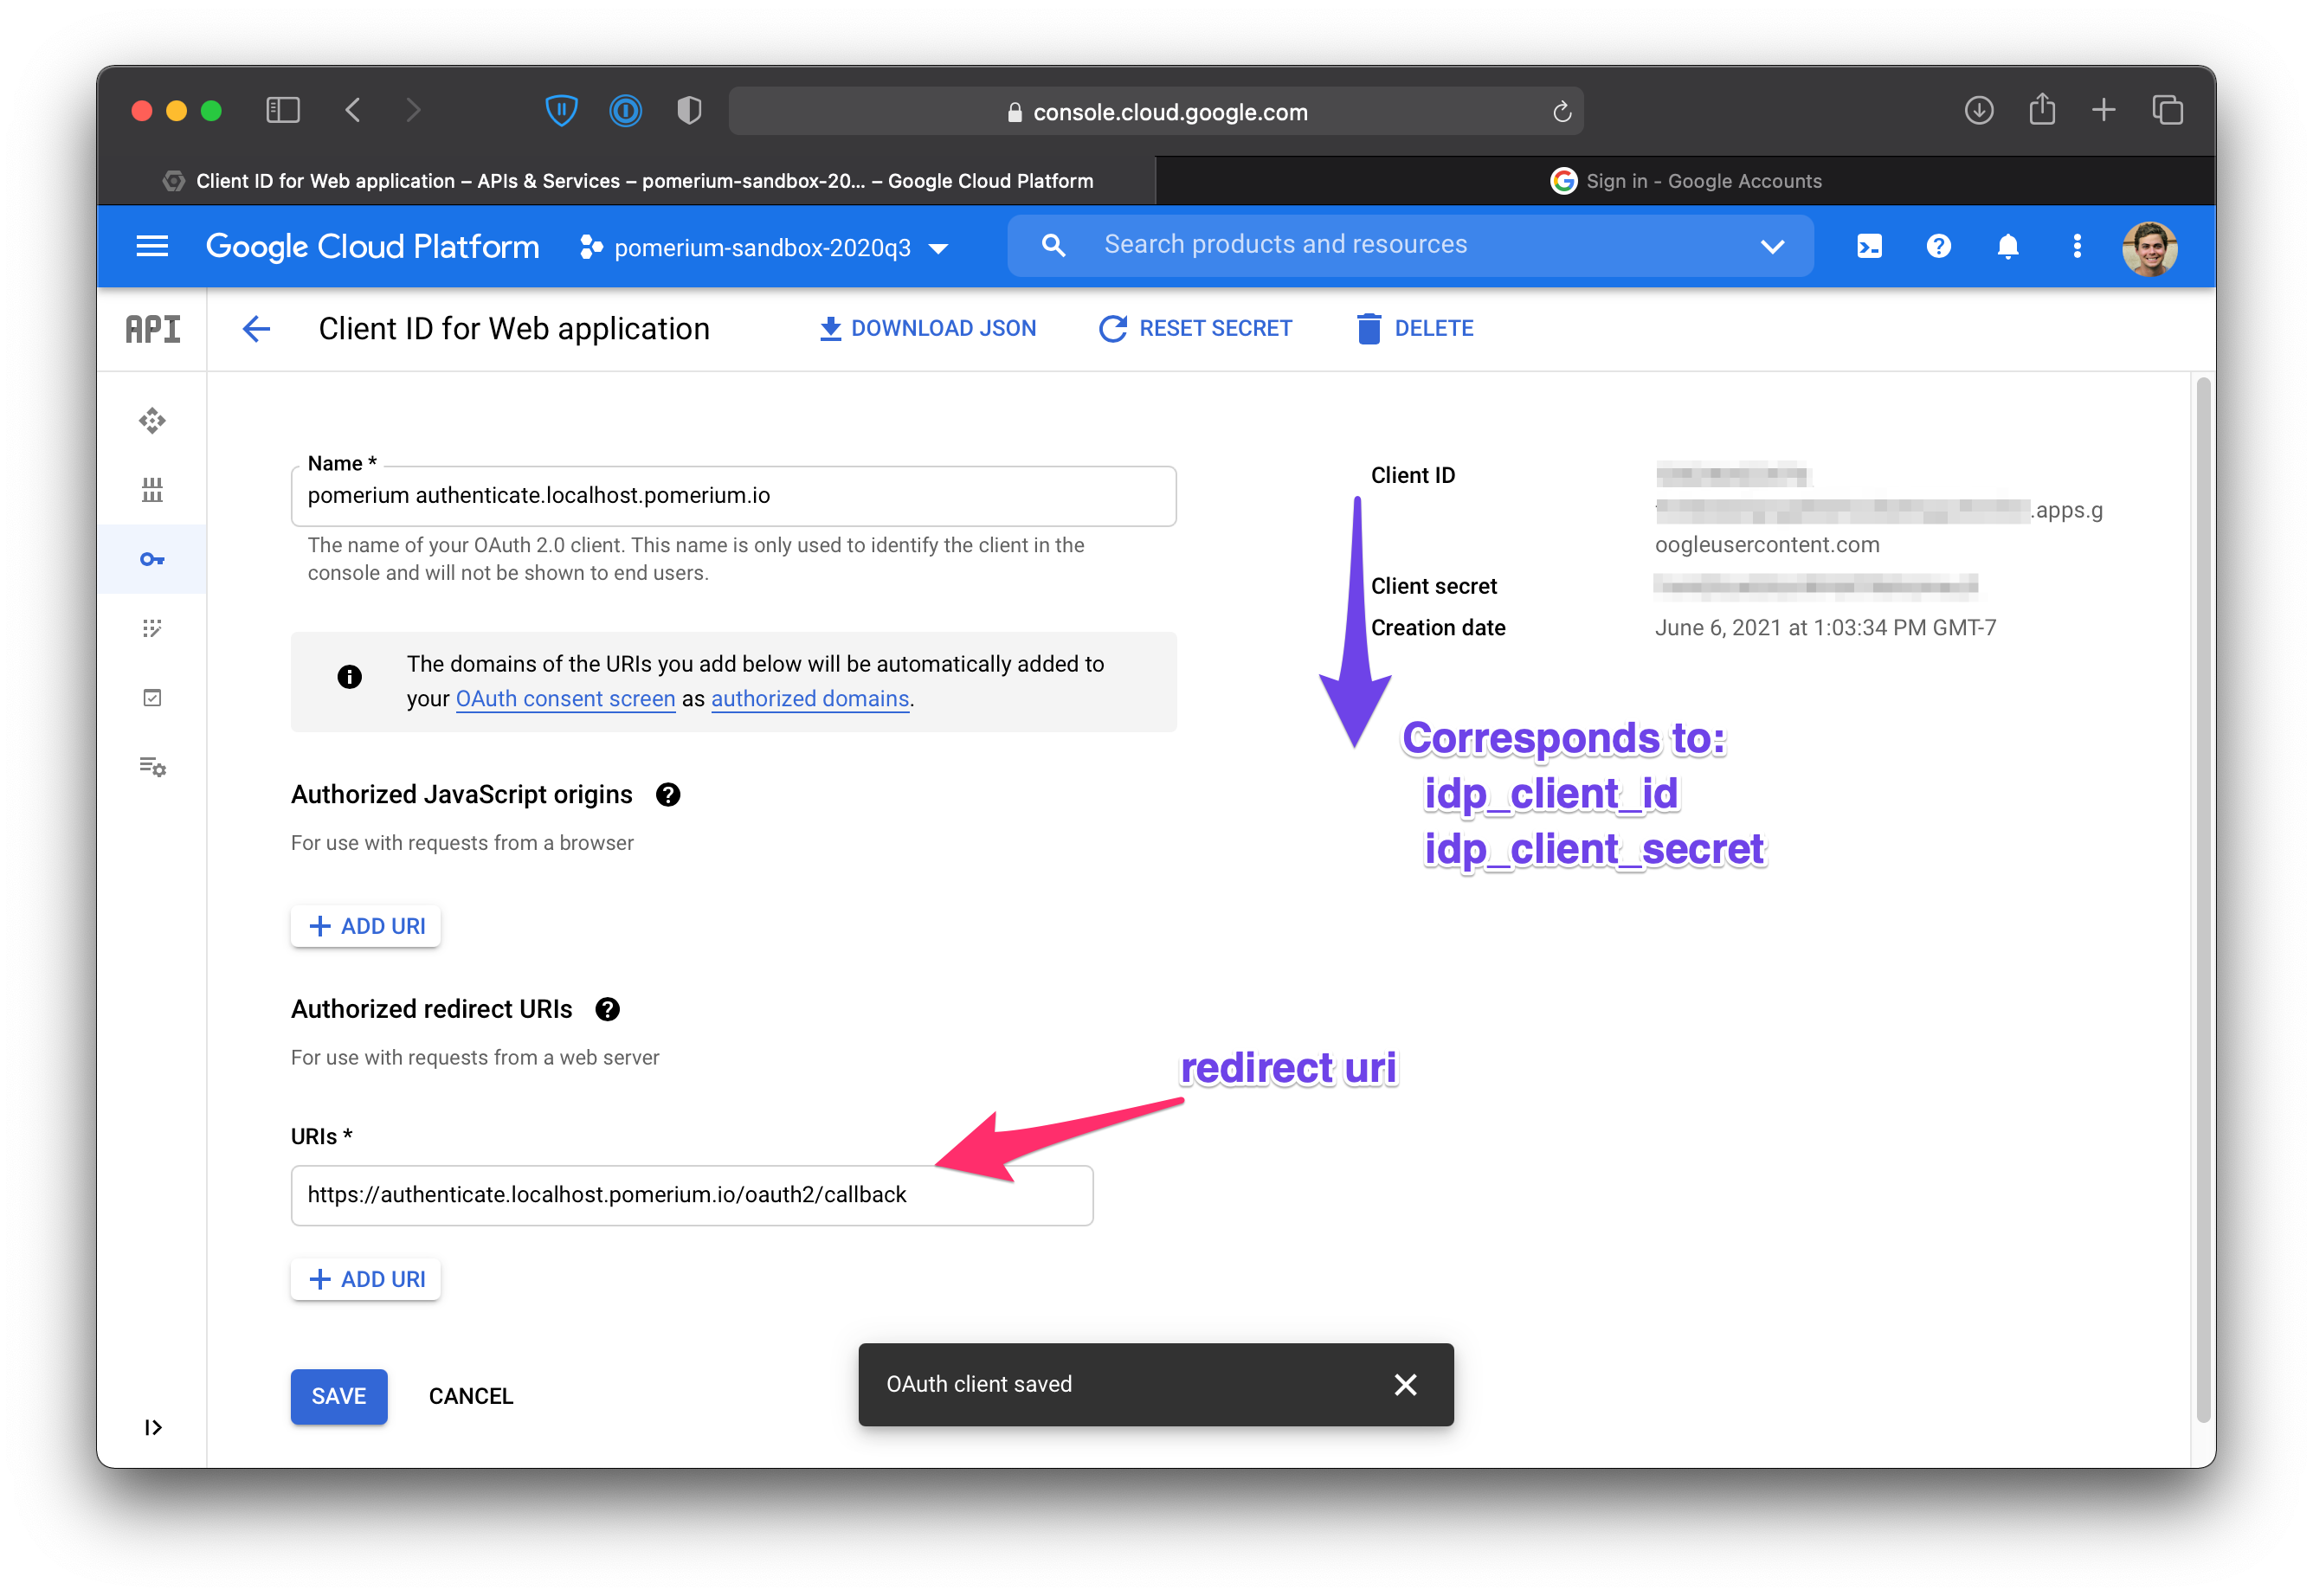 console.cloud.google.com
Client ID for Web application – APIs & Services – pomerium-sandbox-20... – Google Cloud Platform
Sign in - Google Accounts
Google Cloud Platform
pomerium-sandbox-2020q3
Search products and resources
API
Client ID for Web application
DOWNLOAD JSON
RESET SECRET
DELETE
Name *
pomerium authenticate.localhost.pomerium.io
The name of your OAuth 2.0 client. This name is only used to identify the client in the
console and will not be shown to end users.
The domains of the URIs you add below will be automatically added to
your OAuth consent screen as authorized domains.
Authorized JavaScript origins
For use with requests from a browser
ADD URI
Authorized redirect URIs
For use with requests from a web server
URIs *
https://authenticate.localhost.pomerium.io/oauth2/callback
ADD URI
SAVE
CANCEL
Client ID
.apps.g
oogleusercontent.com
Client secret
Creation date
June 6, 2021 at 1:03:34 PM GMT-7
Corresponds to:
idp_client_id
idp_client_secret
redirect uri
OAuth client saved